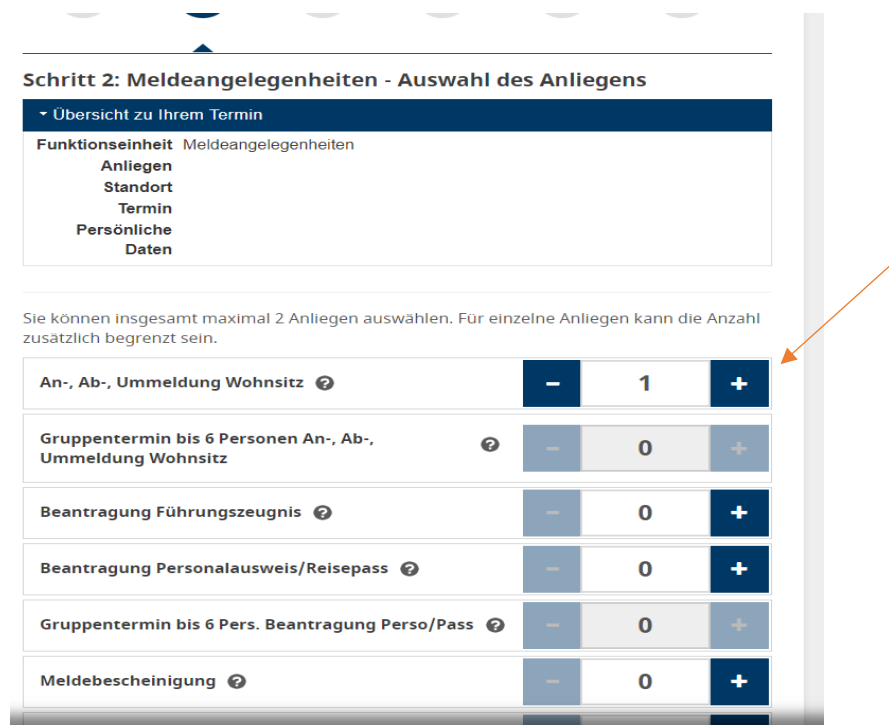 Schritt 2: Meldeangelegenheiten - Auswahl des Anliegens
Übersicht zu Ihrem Termin
Funktionseinheit Meldeangelegenheiten
Anliegen
Standort
Termin
Persönliche
Daten
Sie können insgesamt maximal 2 Anliegen auswählen. Für einzelne Anliegen kann die Anzahl
zusätzlich begrenzt sein.
An-, Ab-, Ummeldung Wohnsitz ? - 1 +
Gruppentermin bis 6 Personen An-, Ab-,
Ummeldung Wohnsitz ? - 0 +
Beantragung Führungszeugnis ? - 0 +
Beantragung Personalausweis/Reisepass ? - 0 +
Gruppentermin bis 6 Pers. Beantragung Perso/Pass ? - 0 +
Meldebescheinigung ? - 0 +